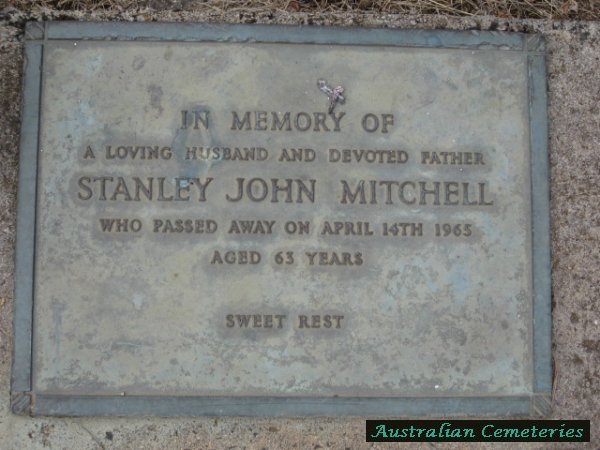 IN MEMORY OF
A LOVING HUSBAND AND DEVOTED FATHER
STANLEY JOHN MITCHELL
WHO PASSED AWAY ON APRIL 14TH 1965
AGED 63 YEARS
SWEET REST
Australian Cemeteries